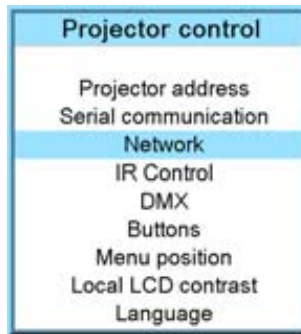 Projector control
Projector address
Serial communication
Network
IR Control
DMX
Buttons
Menu position
Local LCD contrast
Language